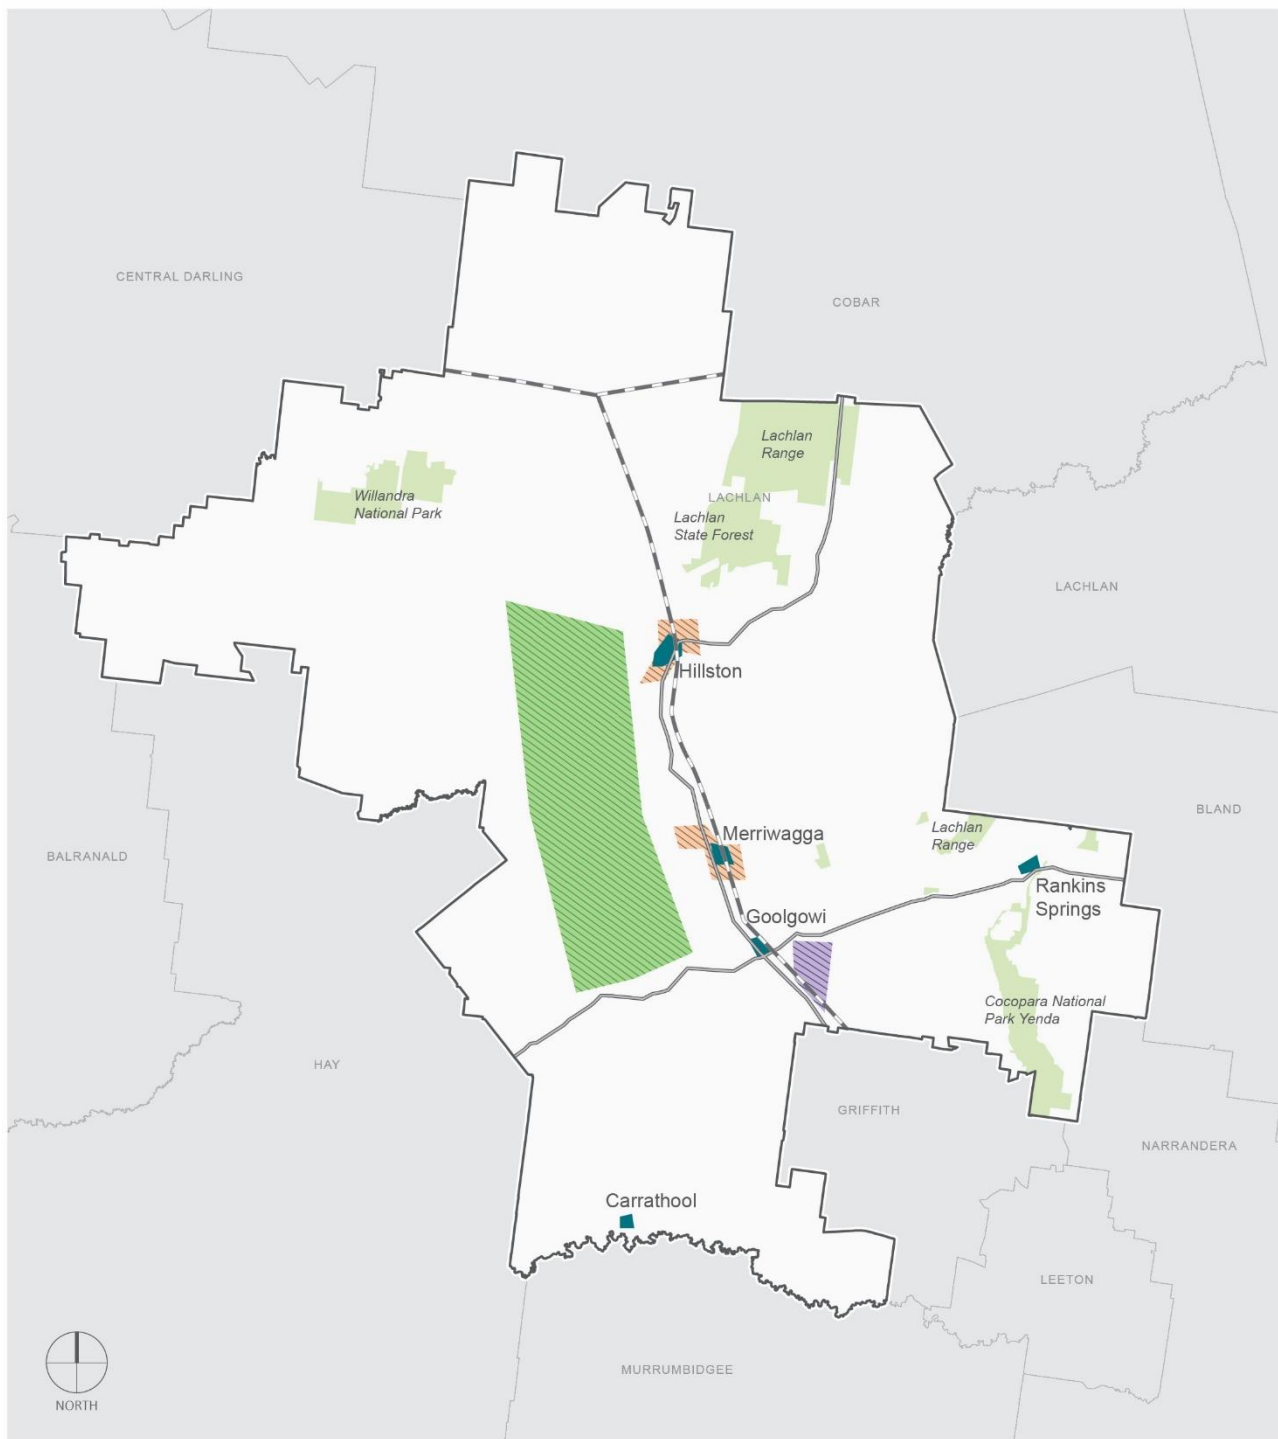 CENTRAL DARLING
COBAR
Lachlan
Range
LACHLAN
Willandra
National Park
Lachlan
State Forest
LACHLAN
Hillston
BLAND
Merriwagga
Lachlan
Range
BALRANALD
Rankins
Springs
Goolgowi
Cocopara National
Park Yenda
HAY
GRIFFITH
NARRANDERA
Carrathool
LEETON
MURRUMBIDGEE
NORTH